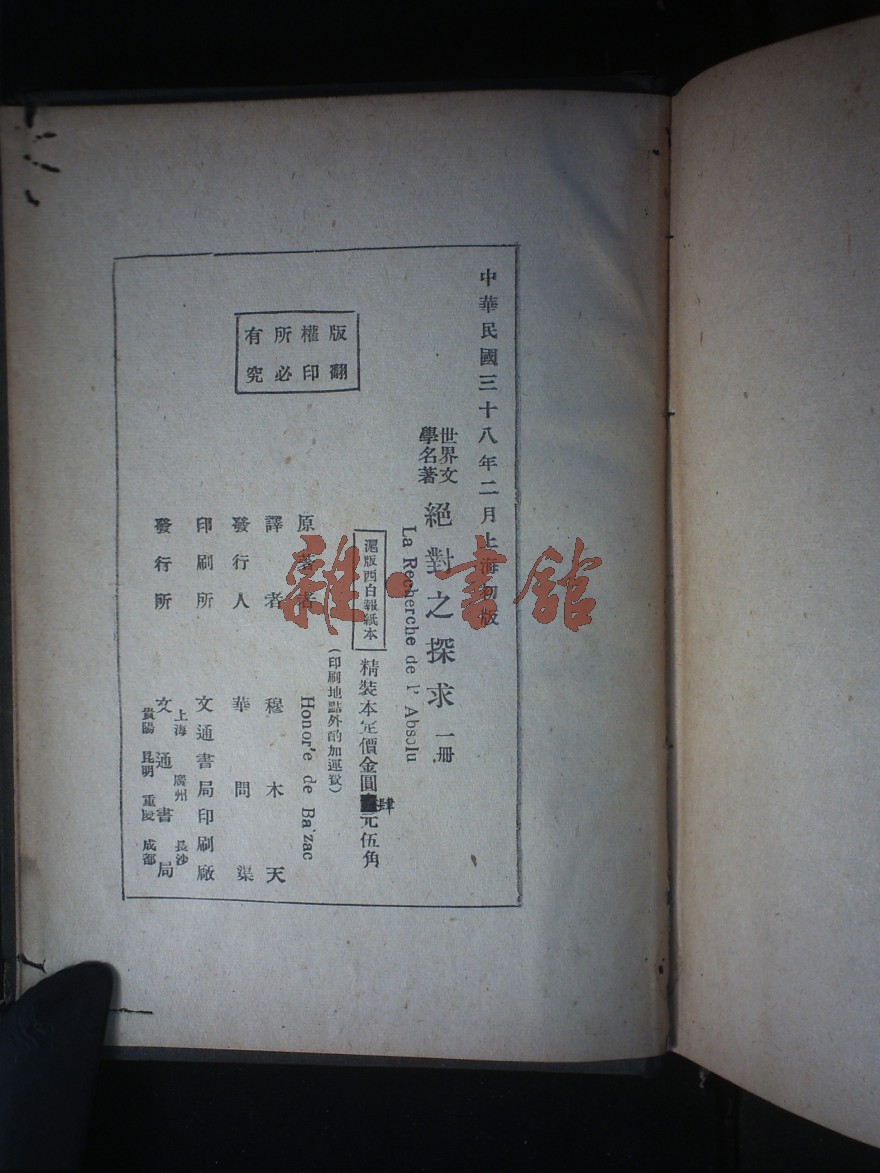 中華民國三十八年二月上海初版
世界文
學名著
絕對之探求 一冊
La Recherche de l' Absolu
滬版西白報紙本
精裝本定價金圓肆元伍角
(印刷地點外酌加運費)
原著者 Honor'e de Ba'zac
譯者 穆木天
發行人 華問渠
印刷所 文通書局印刷廠
發行所 文通書局
上海 廣州 長沙
貴陽 昆明 重慶 成都
版權所有
翻印必究
雜·書館